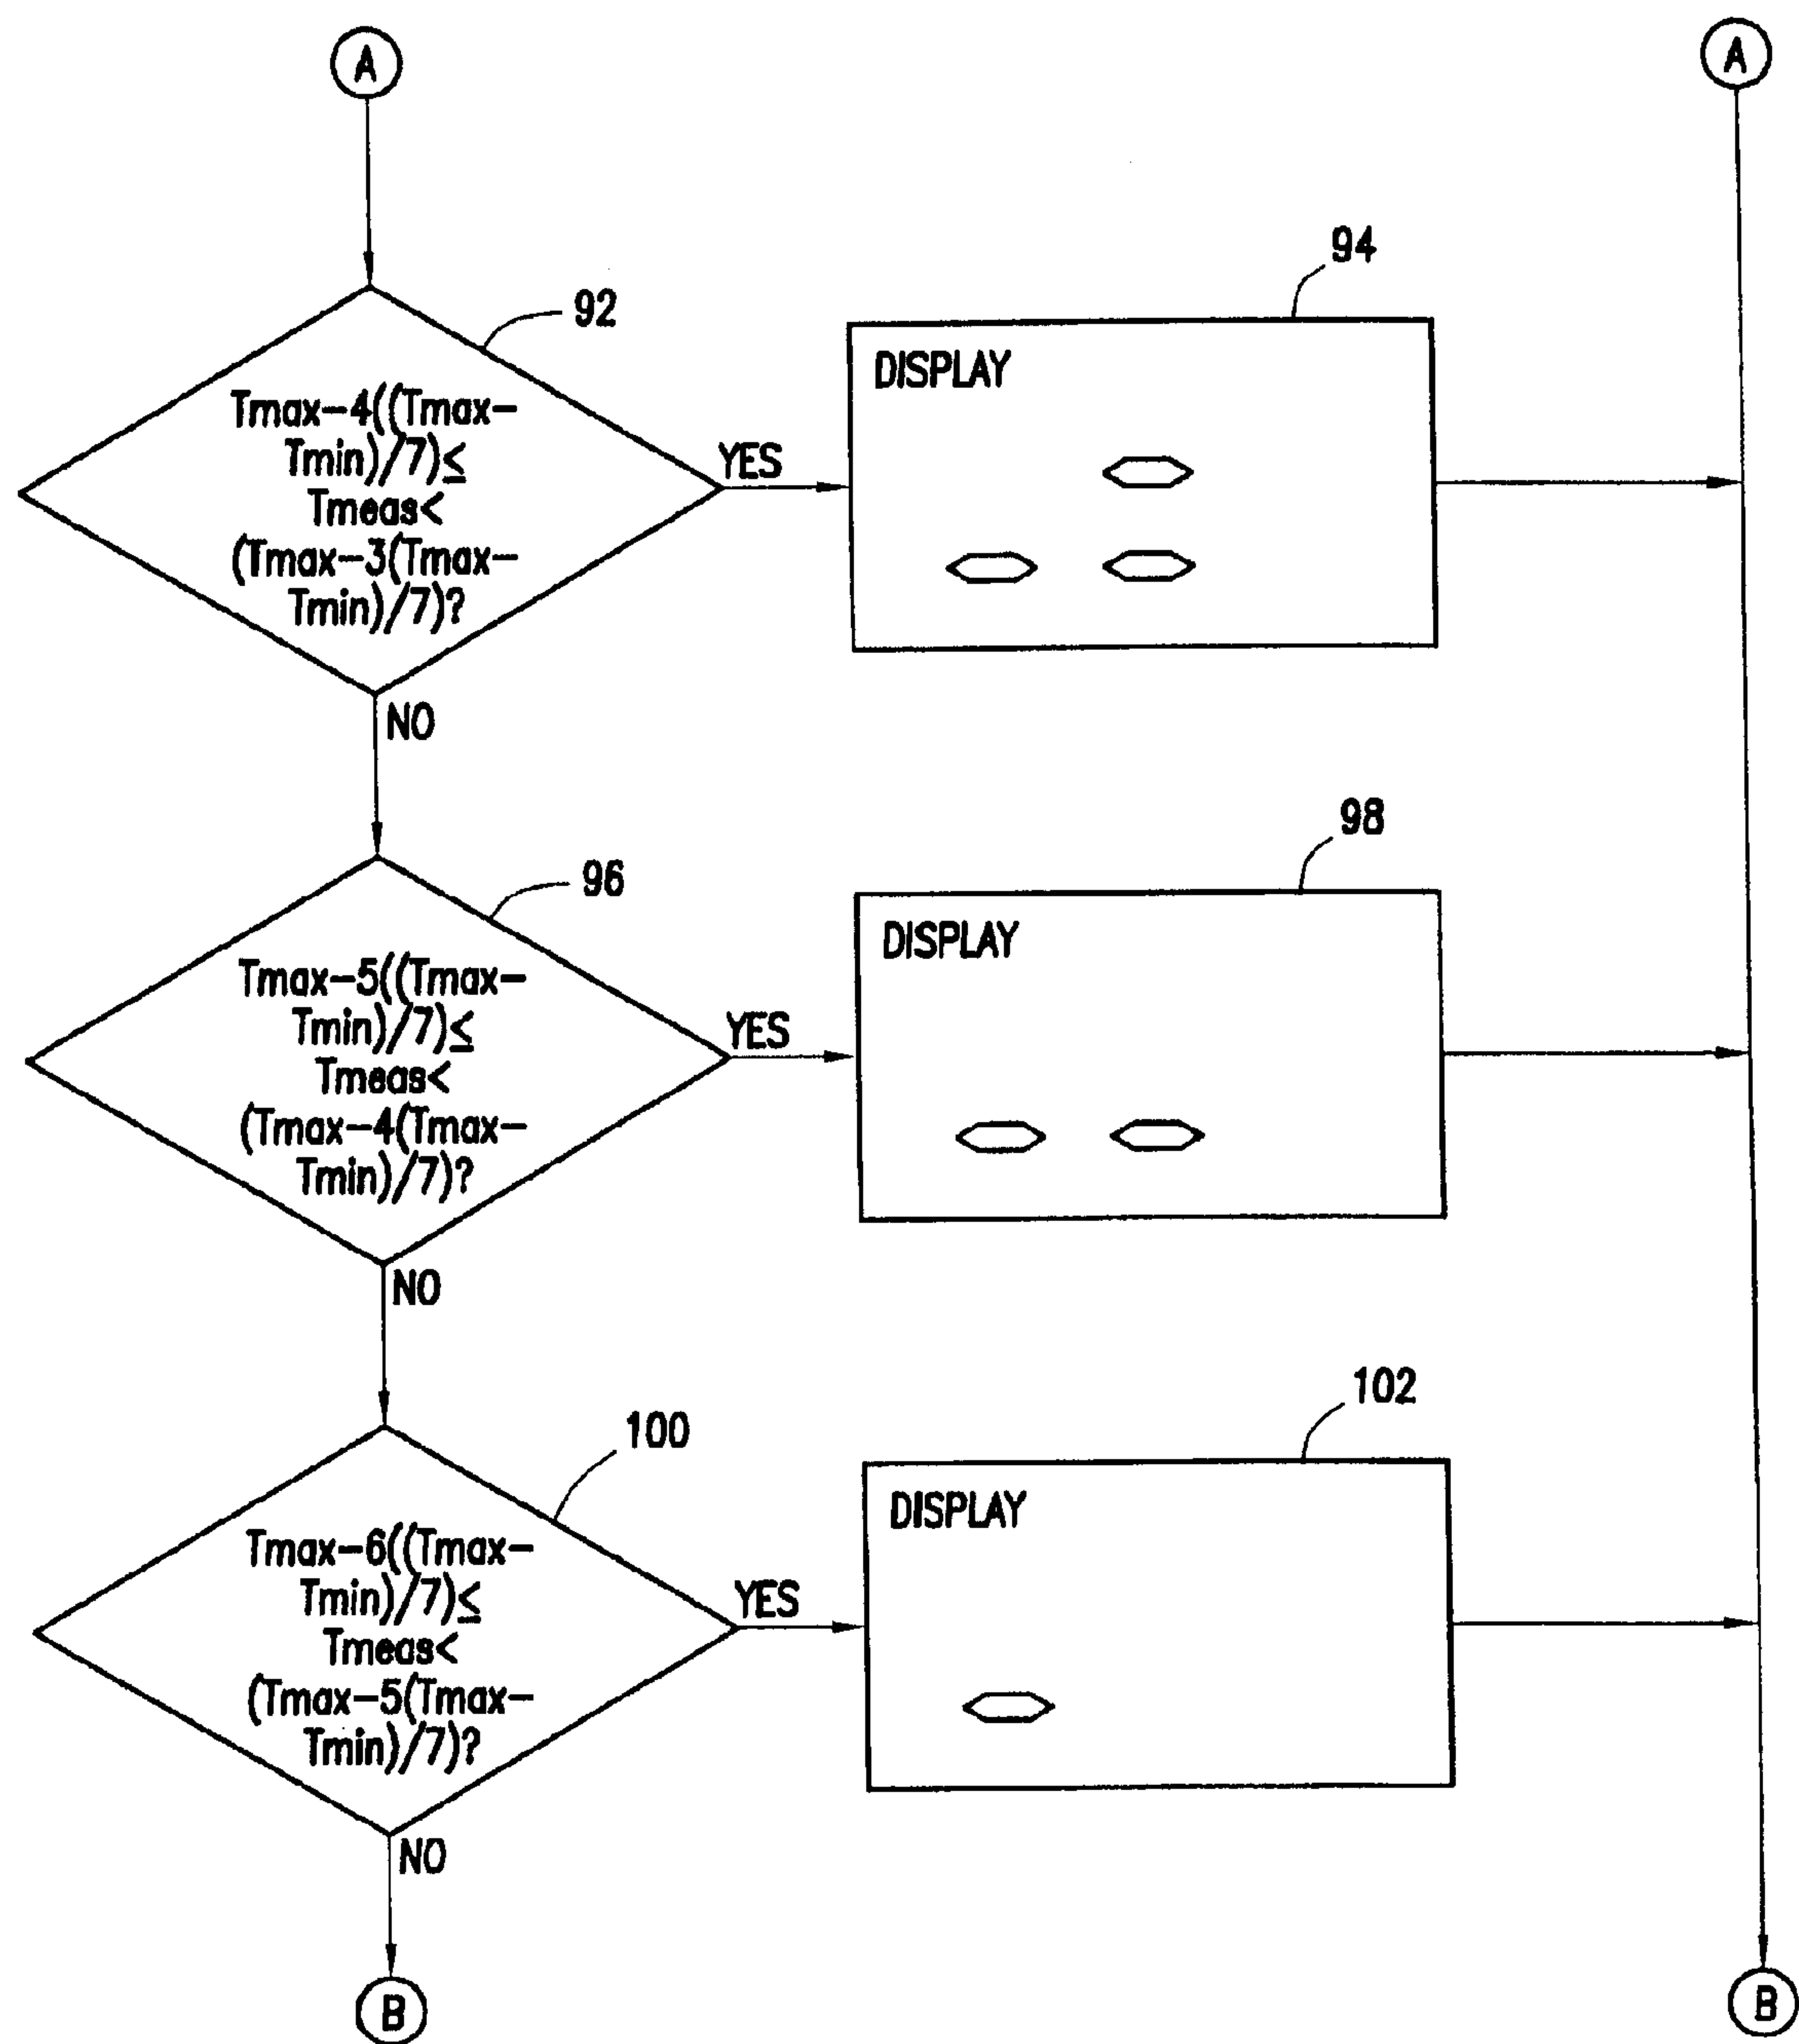 A
A
94
92
Tmax-4((Tmax-
Tmin)/7)≤
Tmeas<
(Tmax-3(Tmax-
Tmin)/7)?
YES
DISPLAY
NO
98
96
Tmax-5((Tmax-
Tmin)/7)≤
Tmeas<
(Tmax-4(Tmax-
Tmin)/7)?
YES
DISPLAY
NO
102
100
Tmax-6((Tmax-
Tmin)/7)≤
Tmeas<
(Tmax-5(Tmax-
Tmin)/7)?
YES
DISPLAY
NO
B
B